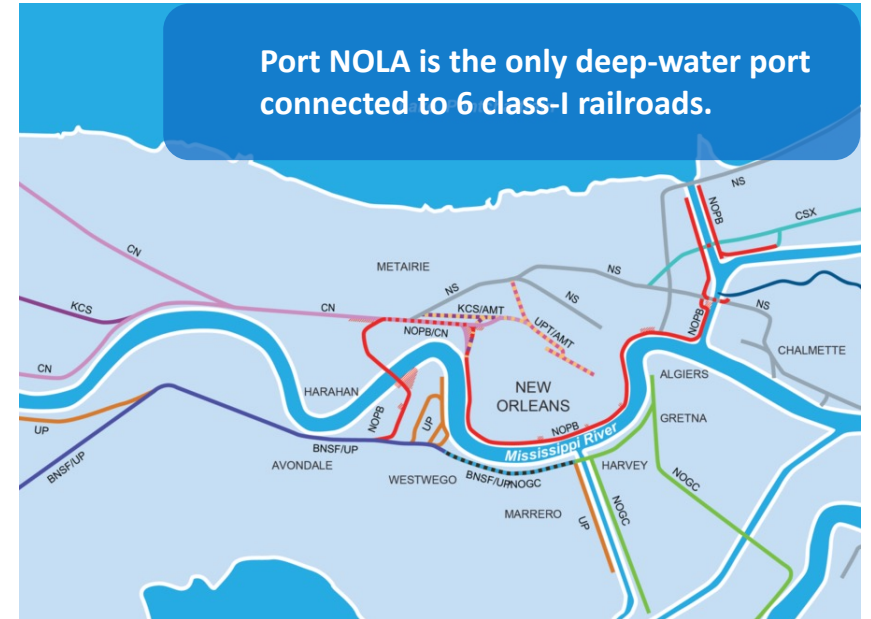 Port NOLA is the only deep-water port
connected to 6 class-I railroads.
NS
NOPB
CSX
CN
METAIRIE
NS
NS
KCS
CN
KCS/AMT
NS
NS
NOPB/CN
UPT/AMT
NOPB
CHALMETTE
CN
HARAHAN
NEW
ORLEANS
ALGIERS
NOPB
UP
GRETNA
UP
NOPB
Mississippi River
BNSF/UP
BNSF/UP
AVONDALE
WESTWEGO
BNSF/UP/NOGC
HARVEY
NOGC
MARRERO
UP
NOGC